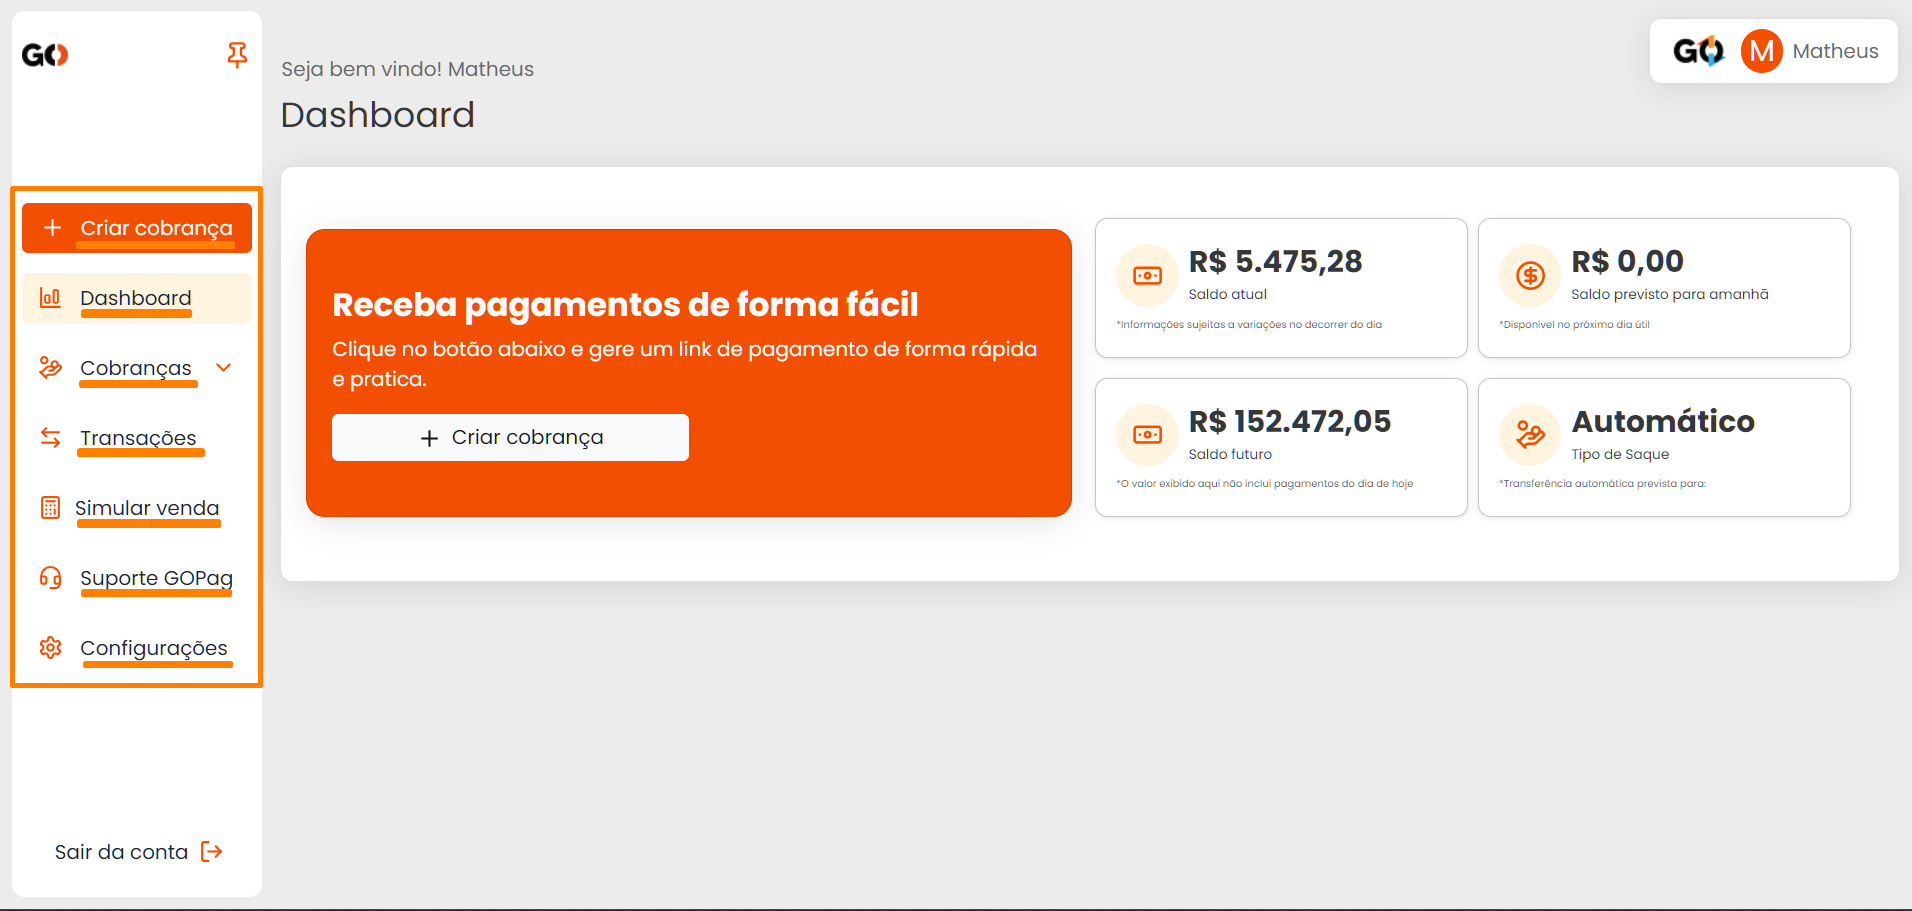 GO
Criar cobrança
Dashboard
Cobranças
Transações
Simular venda
Suporte GOPag
Configurações
Sair da conta
Seja bem vindo! Matheus
Dashboard
GO
M
Matheus
Receba pagamentos de forma fácil
Clique no botão abaixo e gere um link de pagamento de forma rápida
e pratica.
Criar cobrança
R$ 5.475,28
Saldo atual
*Informações sujeitas a variações no decorrer do dia
R$ 0,00
Saldo previsto para amanhã
*Disponível no próximo dia útil
R$ 152.472,05
Saldo futuro
*O valor exibido aqui não inclui pagamentos do dia de hoje
Automático
Tipo de Saque
*Transferência automática prevista para: